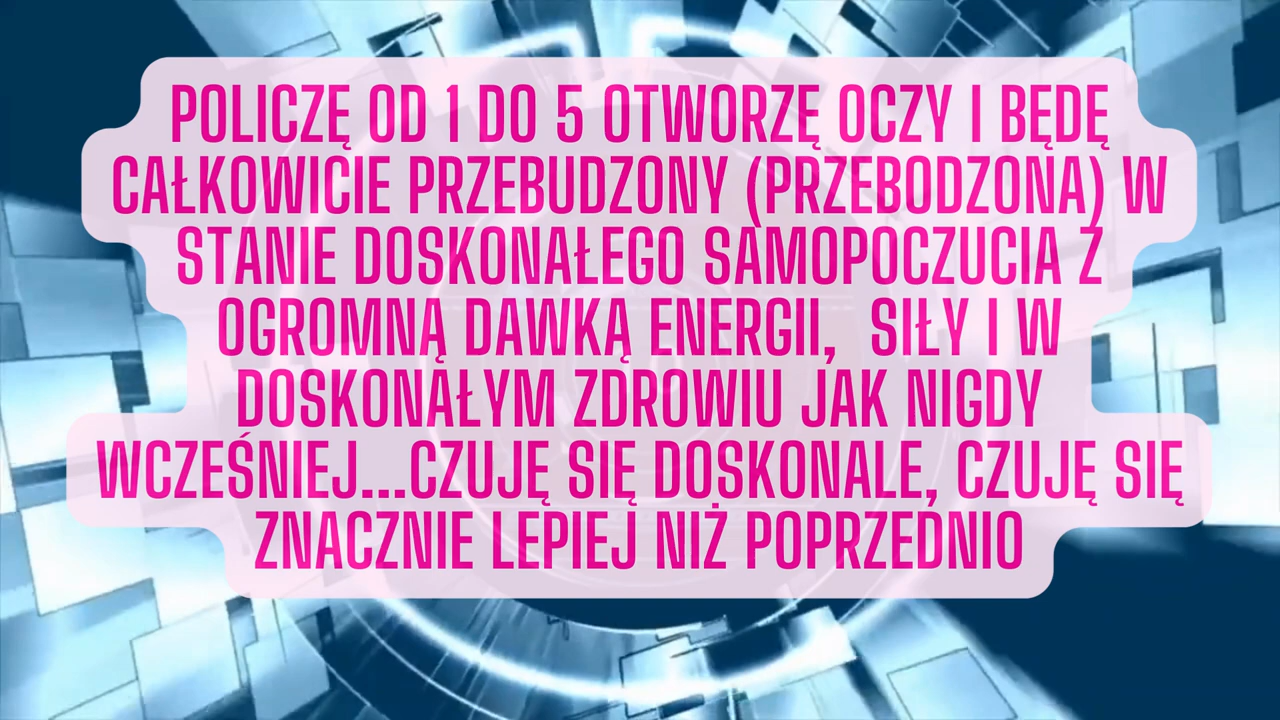 POLICZĘ OD 1 DO 5 OTWORZĘ OCZY I BĘDĘ
CAŁKOWICIE PRZEBUDZONY (PRZEBODZONA) W
STANIE DOSKONAŁEGO SAMOPOCZUCIA Z
OGROMNĄ DAWKĄ ENERGII, SIŁY I W
DOSKONAŁYM ZDROWIU JAK NIGDY
WCZEŚNIEJ...CZUJĘ SIĘ DOSKONALE, CZUJĘ SIĘ
ZNACZNIE LEPIEJ NIŻ POPRZEDNIO